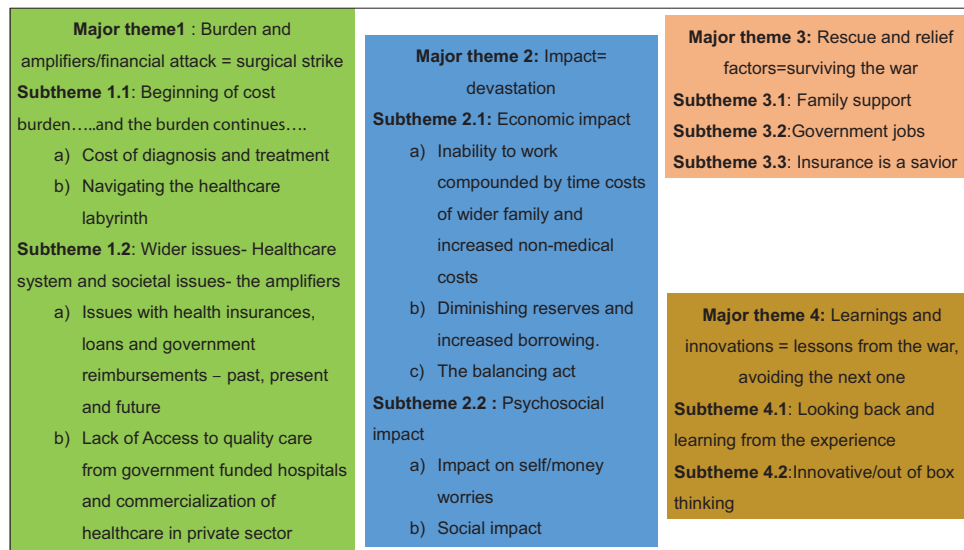 Major theme1 : Burden and
amplifiers/financial attack = surgical strike
Subtheme 1.1: Beginning of cost
burden…..and the burden continues….
a) Cost of diagnosis and treatment
b) Navigating the healthcare
labyrinth
Subtheme 1.2: Wider issues- Healthcare
system and societal issues- the amplifiers
a) Issues with health insurances,
loans and government
reimbursements – past, present
and future
b) Lack of Access to quality care
from government funded hospitals
and commercialization of
healthcare in private sector
Major theme 2: Impact=
devastation
Subtheme 2.1: Economic impact
a) Inability to work
compounded by time costs
of wider family and
increased non-medical
costs
b) Diminishing reserves and
increased borrowing.
c) The balancing act
Subtheme 2.2 : Psychosocial
impact
a) Impact on self/money
worries
b) Social impact
Major theme 3: Rescue and relief
factors=surviving the war
Subtheme 3.1: Family support
Subtheme 3.2:Government jobs
Subtheme 3.3: Insurance is a savior
Major theme 4: Learnings and
innovations = lessons from the war,
avoiding the next one
Subtheme 4.1: Looking back and
learning from the experience
Subtheme 4.2:Innovative/out of box
thinking